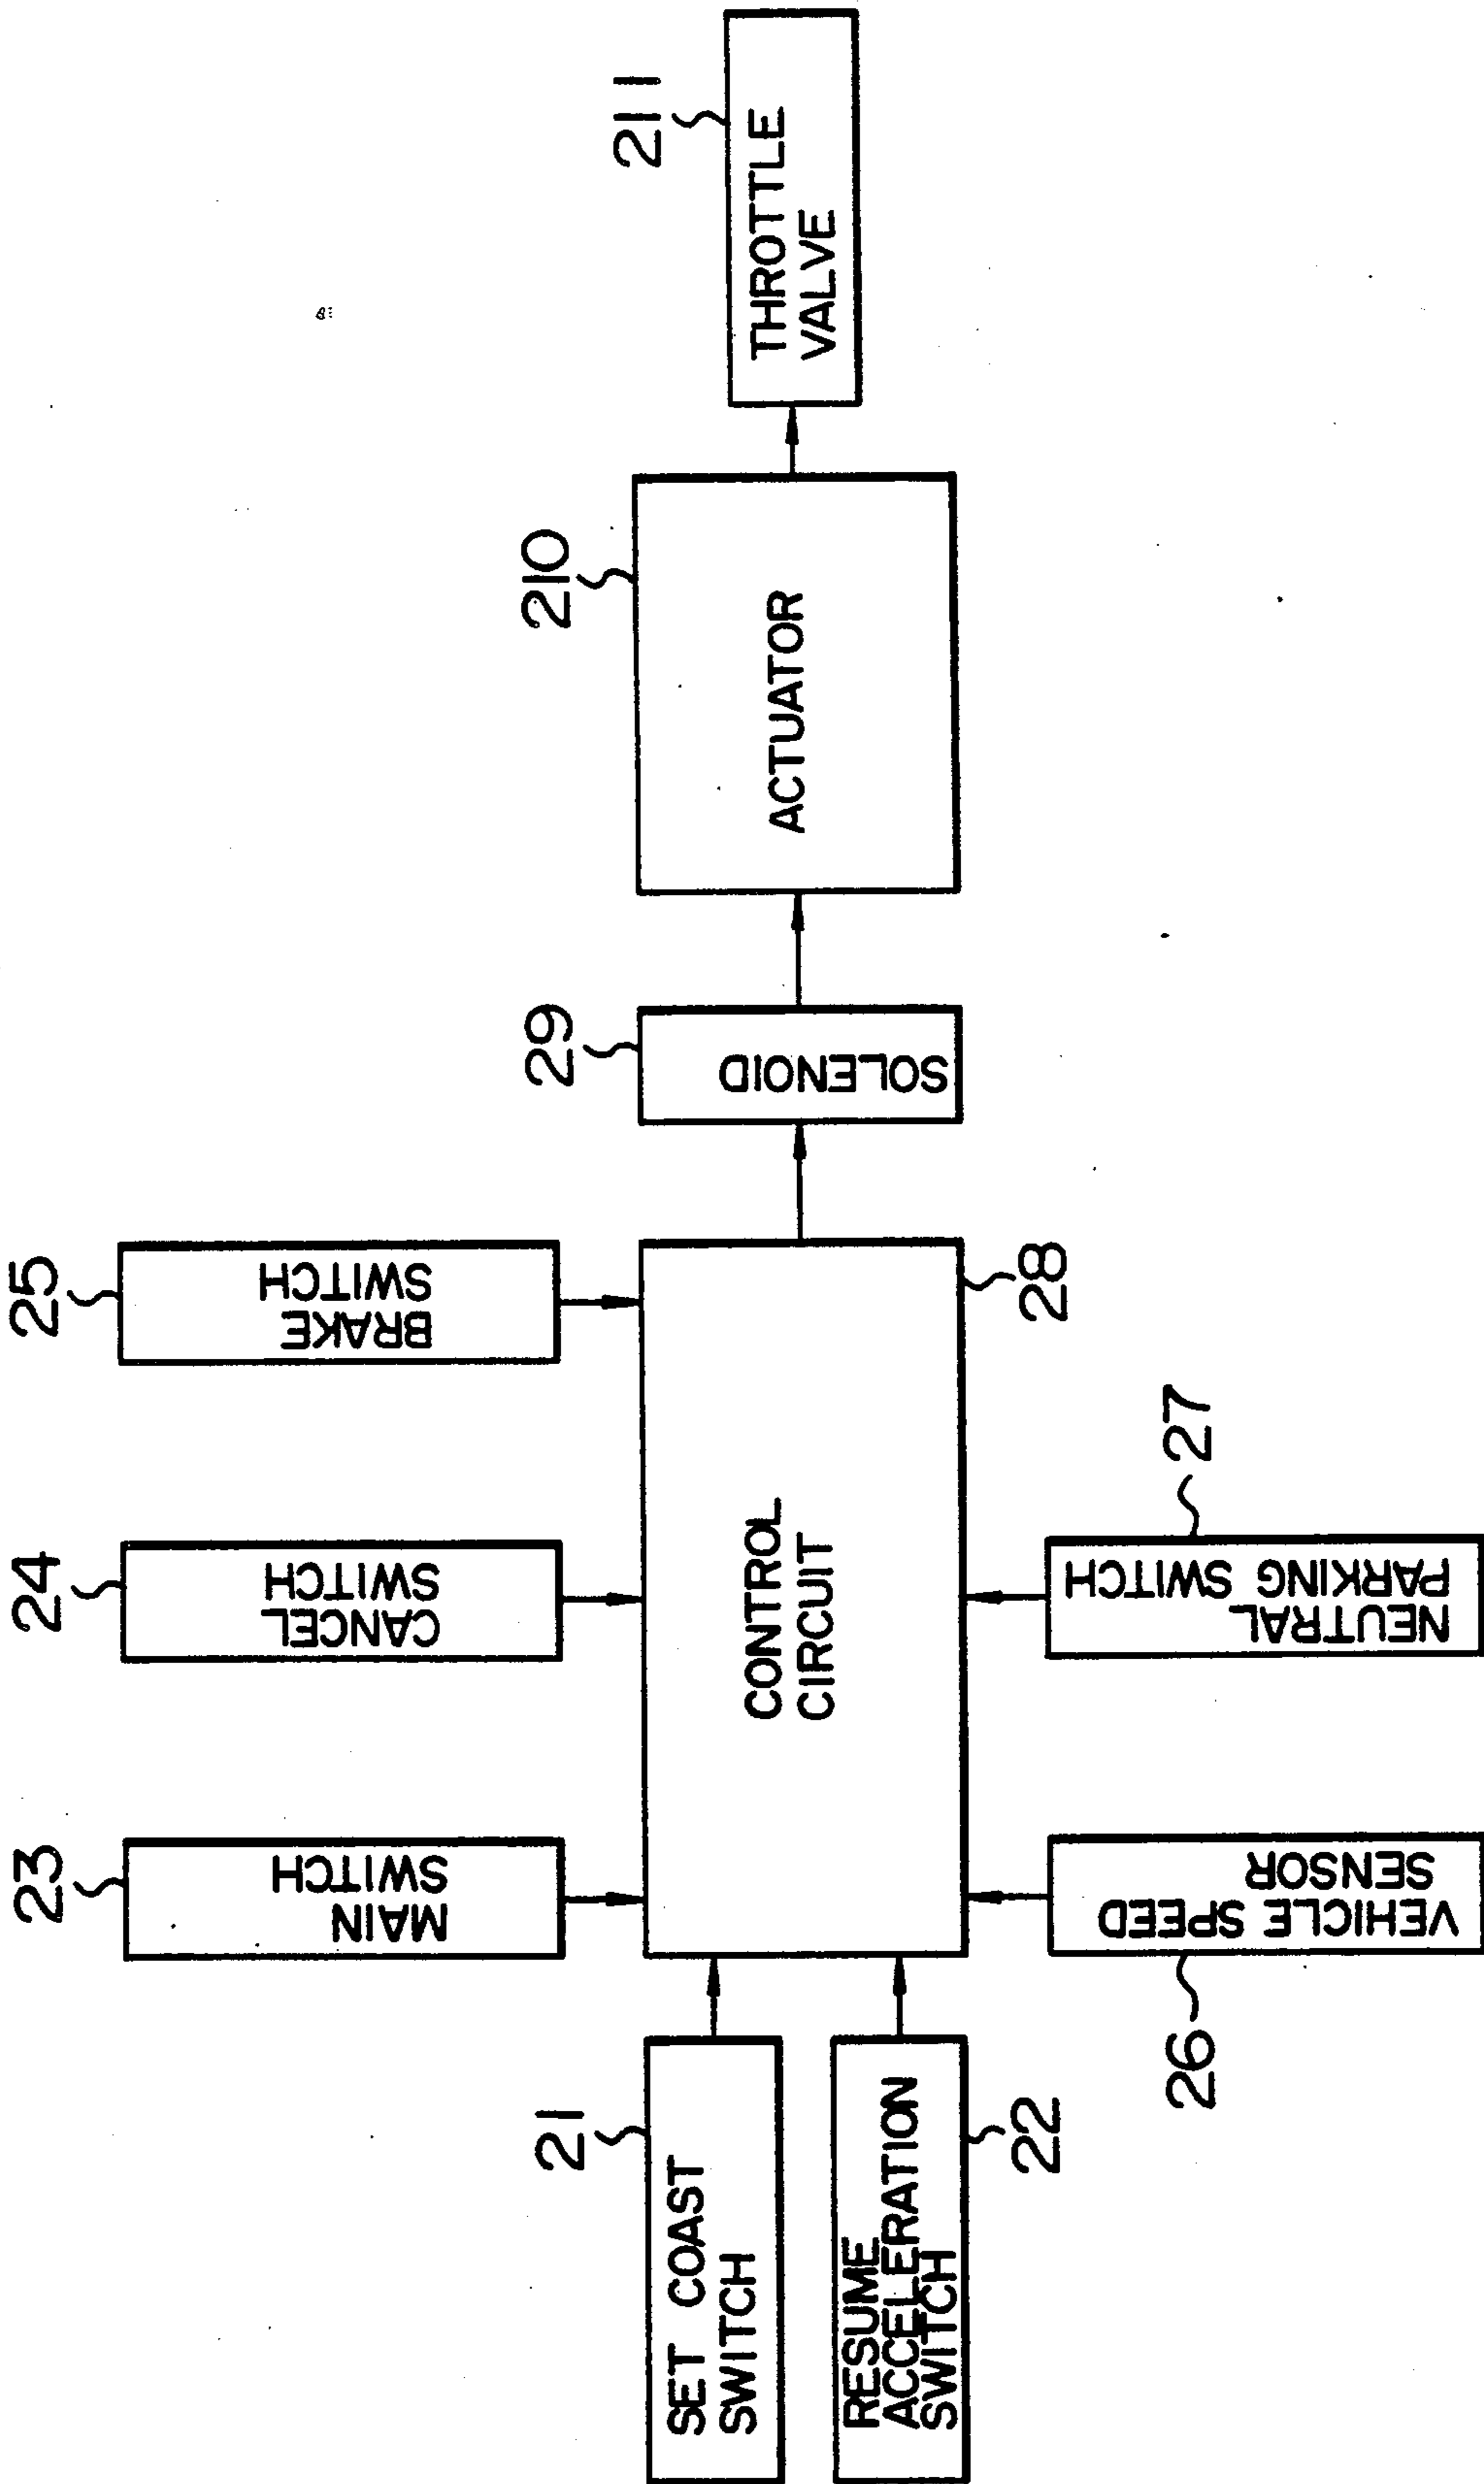 23
MAIN
SWITCH
24
CANCEL
SWITCH
25
BRAKE
SWITCH
21
SET COAST
SWITCH
RESUME
ACCELERATION
SWITCH
22
CONTROL
CIRCUIT
28
29
SOLENOID
210
ACTUATOR
211
THROTTLE
VALVE
26
VEHICLE SPEED
SENSOR
27
NEUTRAL
PARKING SWITCH